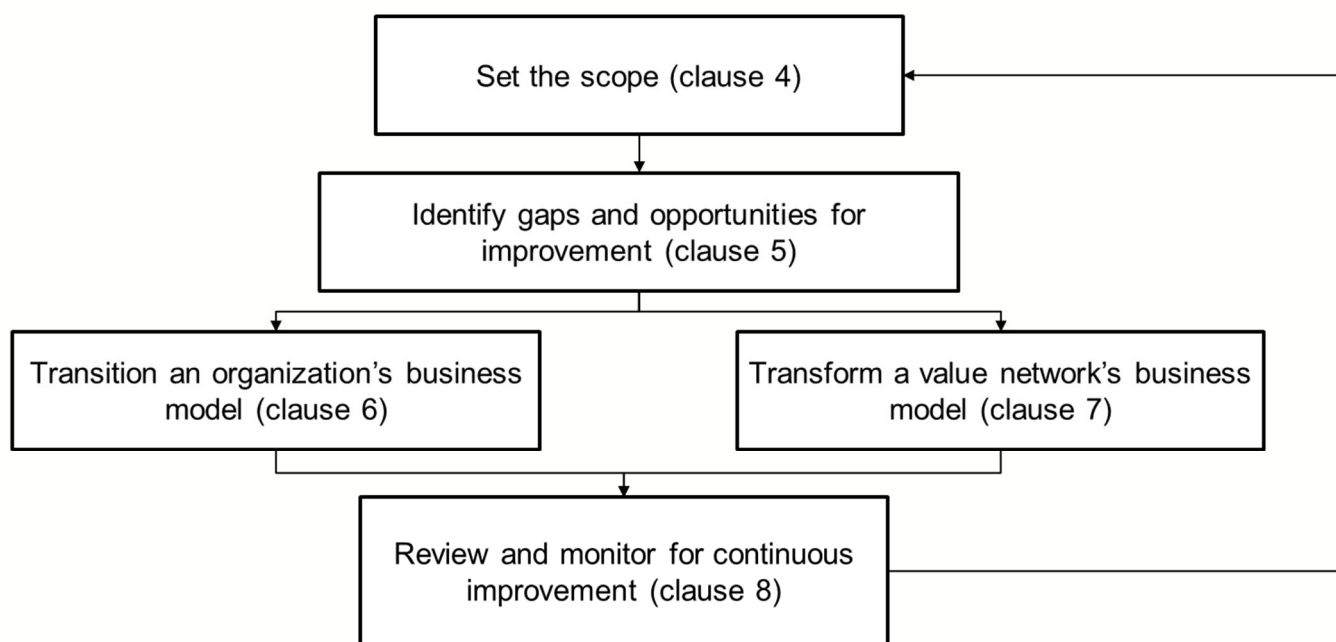 Set the scope (clause 4)
Identify gaps and opportunities for
improvement (clause 5)
Transition an organization’s business
model (clause 6)
Transform a value network’s business
model (clause 7)
Review and monitor for continuous
improvement (clause 8)